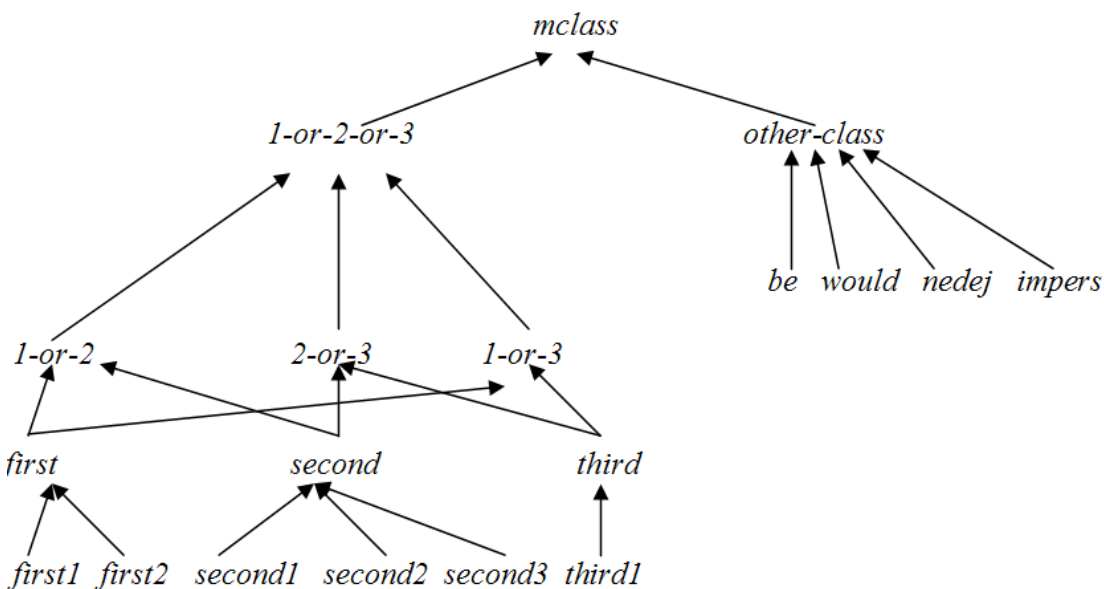 mclass
1-or-2-or-3 other-class
be would nedej impers
1-or-2 2-or-3 1-or-3
first second third
first1 first2 second1 second2 second3 third1